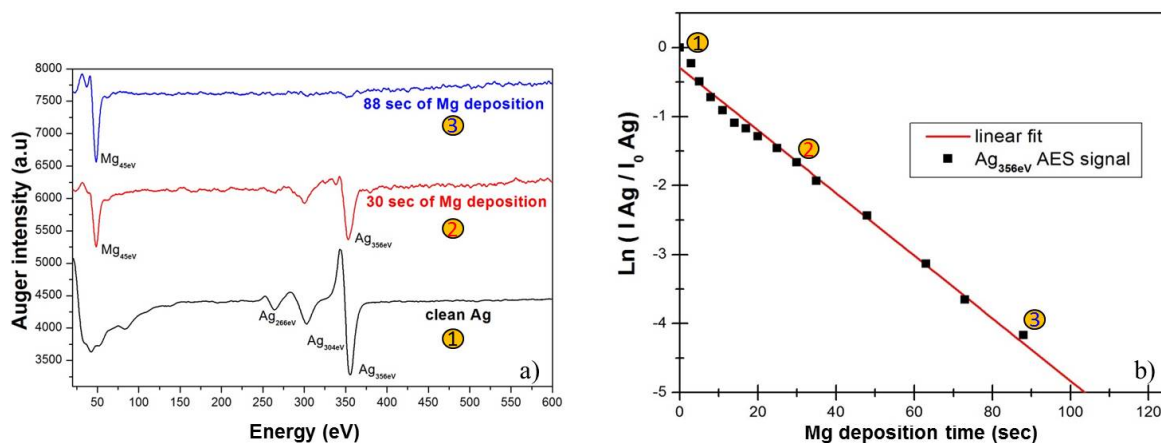 8000
7500
7000
6500
6000
5500
5000
4500
4000
3500
Auger intensity (a.u)
88 sec of Mg deposition
3
Mg45eV
30 sec of Mg deposition
2
Mg45eV
Ag356eV
clean Ag
1
Ag266eV
Ag304eV
Ag356eV
a)
50 100 150 200 250 300 350 400 450 500 550 600
Energy (eV)
b)
0
-1
-2
-3
-4
-5
Ln ( I Ag / I0 Ag)
1
2
3
linear fit
Ag356eV AES signal
b)
0 20 40 60 80 100 120
Mg deposition time (sec)